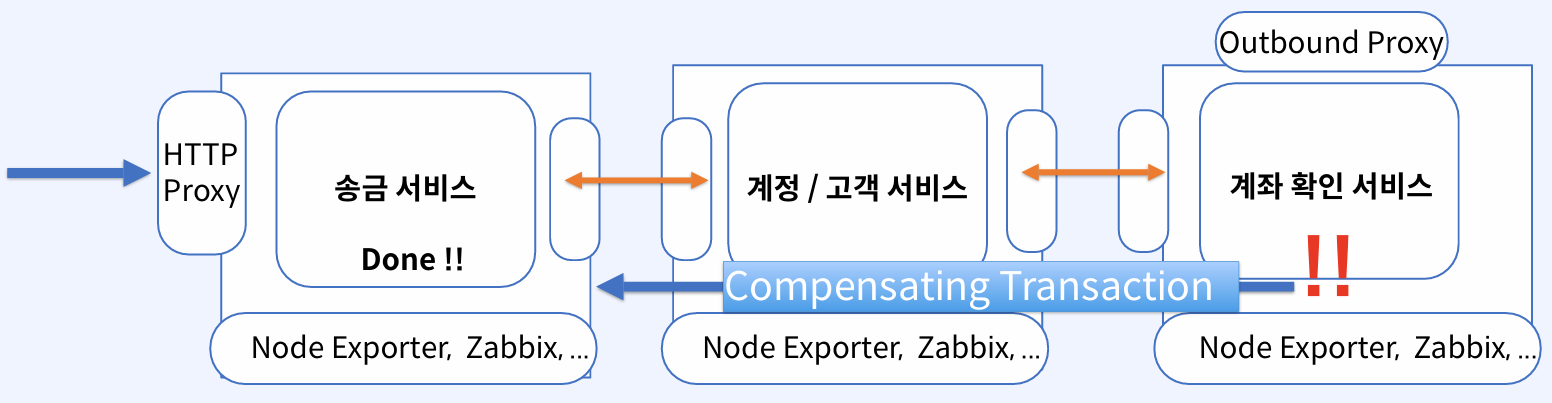 Outbound Proxy
HTTP
Proxy
송금 서비스
Done !!
계정 / 고객 서비스
계좌 확인 서비스
!!
Compensating Transaction
Node Exporter, Zabbix, ...
Node Exporter, Zabbix, ...
Node Exporter, Zabbix, ...